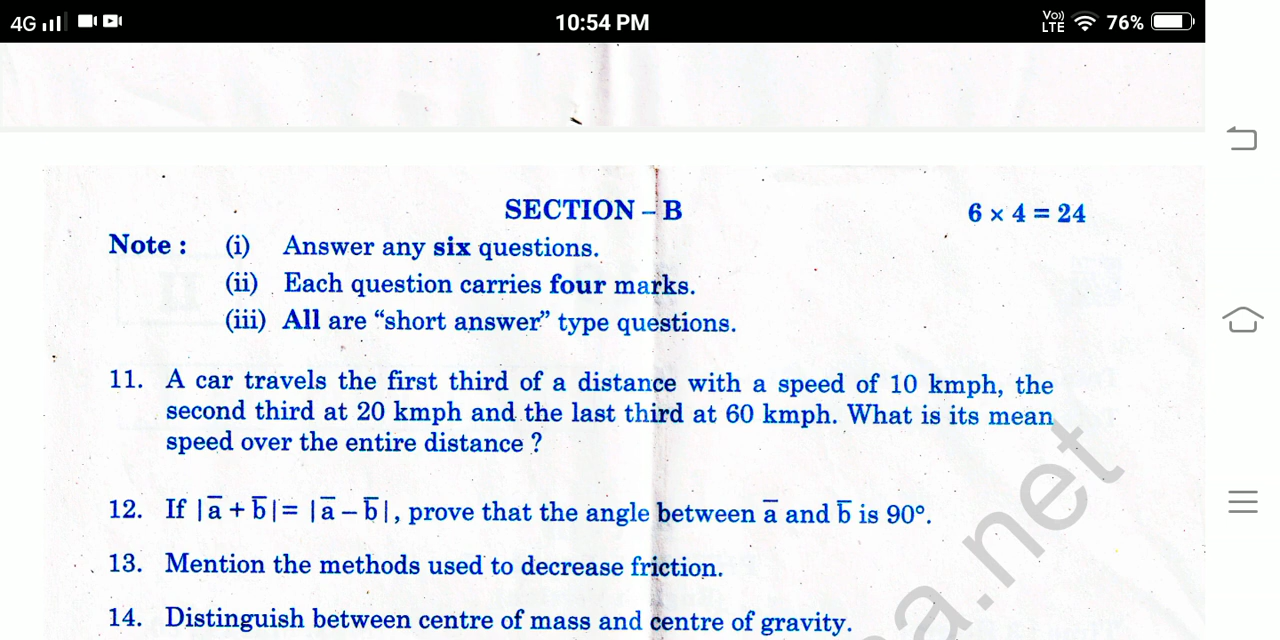 4G 10:54 PM Vo)) LTE 76%
SECTION – B 6 × 4 = 24
Note : (i) Answer any six questions.
(ii) Each question carries four marks.
(iii) All are “short answer” type questions.
11. A car travels the first third of a distance with a speed of 10 kmph, the
second third at 20 kmph and the last third at 60 kmph. What is its mean
speed over the entire distance ?
12. If |a̅ + b̅| = |a̅ – b̅|, prove that the angle between a̅ and b̅ is 90°.
13. Mention the methods used to decrease friction.
14. Distinguish between centre of mass and centre of gravity.
a.net